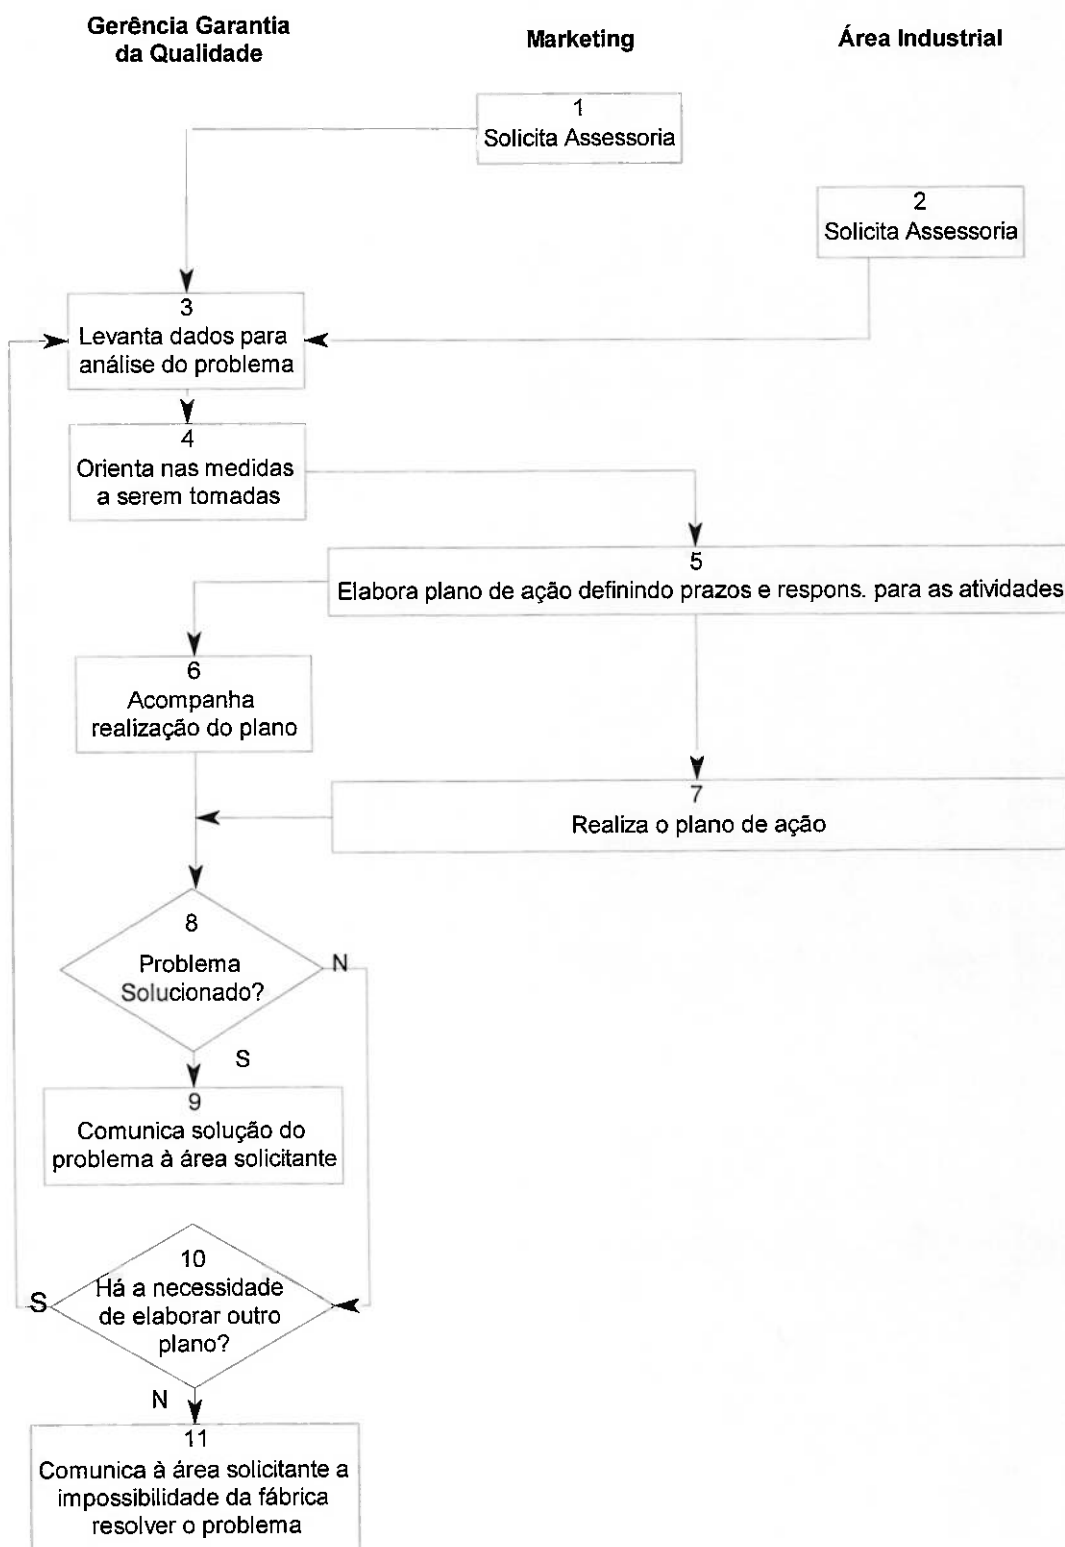 Gerência Garantia
da Qualidade
Marketing
Área Industrial
1
Solicita Assessoria
2
Solicita Assessoria
3
Levanta dados para
análise do problema
4
Orienta nas medidas
a serem tomadas
5
Elabora plano de ação definindo prazos e respons. para as atividades
6
Acompanha
realização do plano
7
Realiza o plano de ação
8
Problema
Solucionado?
N
S
9
Comunica solução do
problema à área solicitante
10
Há a necessidade
de elaborar outro
plano?
S
N
11
Comunica à área solicitante a
impossibilidade da fábrica
resolver o problema